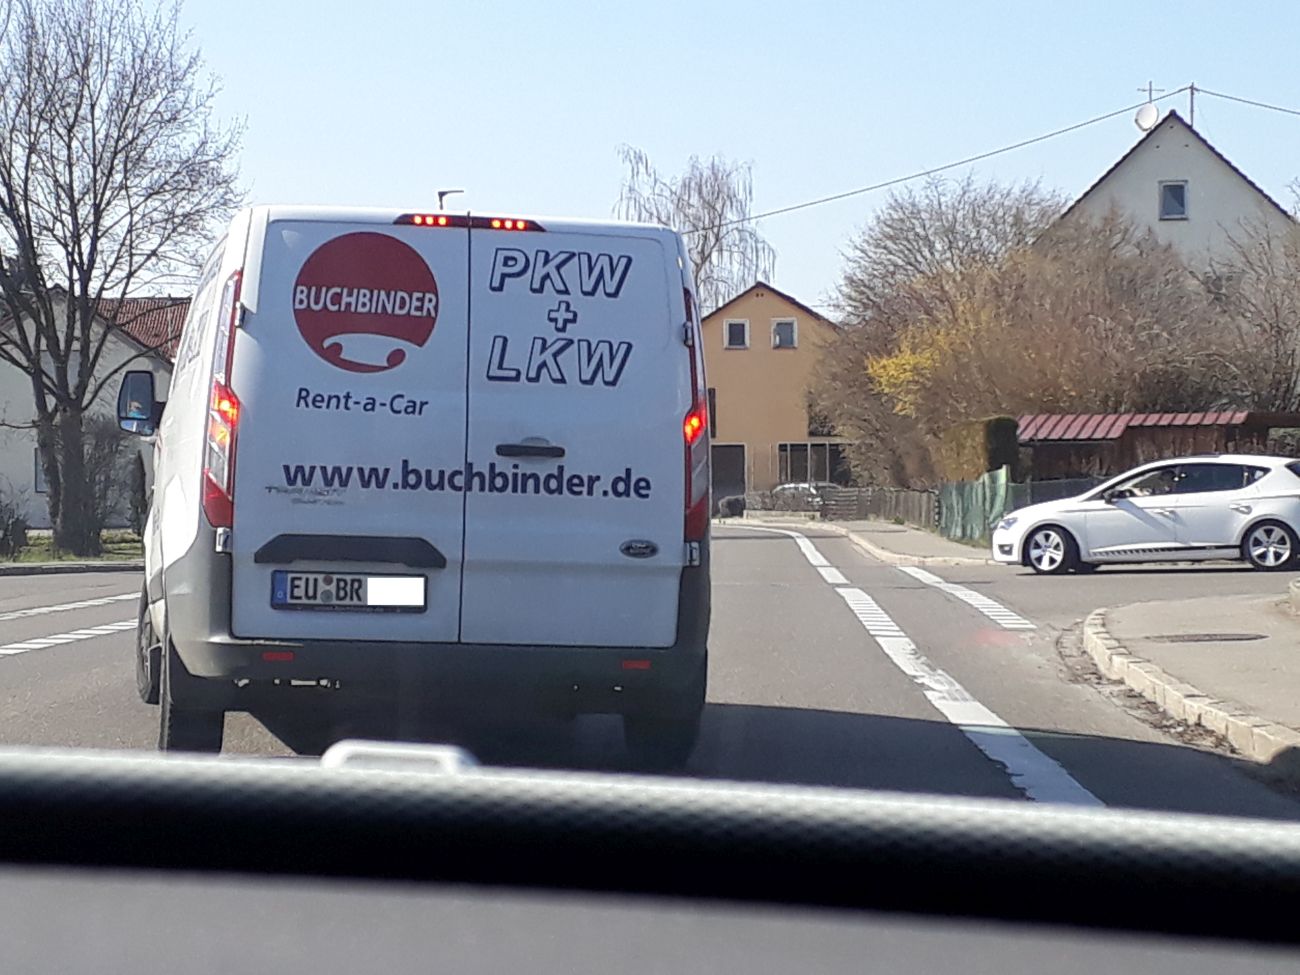 BUCHBINDER
Rent-a-Car
PKW
+
LKW
www.buchbinder.de
EU BR